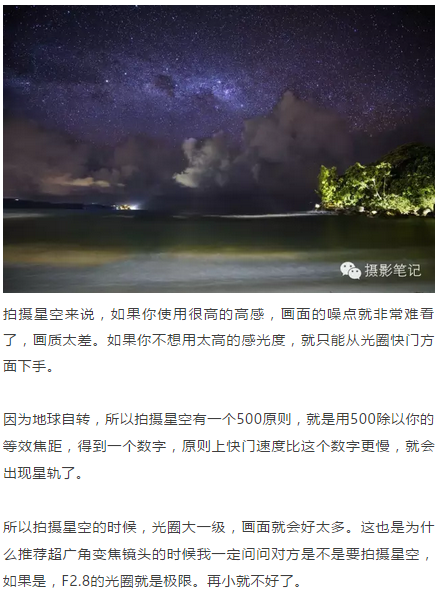 摄影笔记
拍摄星空来说，如果你使用很高的高感，画面的噪点就非常难看
了，画质太差。如果你不想用太高的感光度，就只能从光圈快门方
面下手。
因为地球自转，所以拍摄星空有一个500原则，就是用500除以你的
等效焦距，得到一个数字，原则上快门速度比这个数字更慢，就会
出现星轨了。
所以拍摄星空的时候，光圈大一级，画面就会好太多。这也是为什
么推荐超广角变焦镜头的时候我一定问问对方是不是要拍摄星空，
如果是，F2.8的光圈就是极限。再小就不好了。